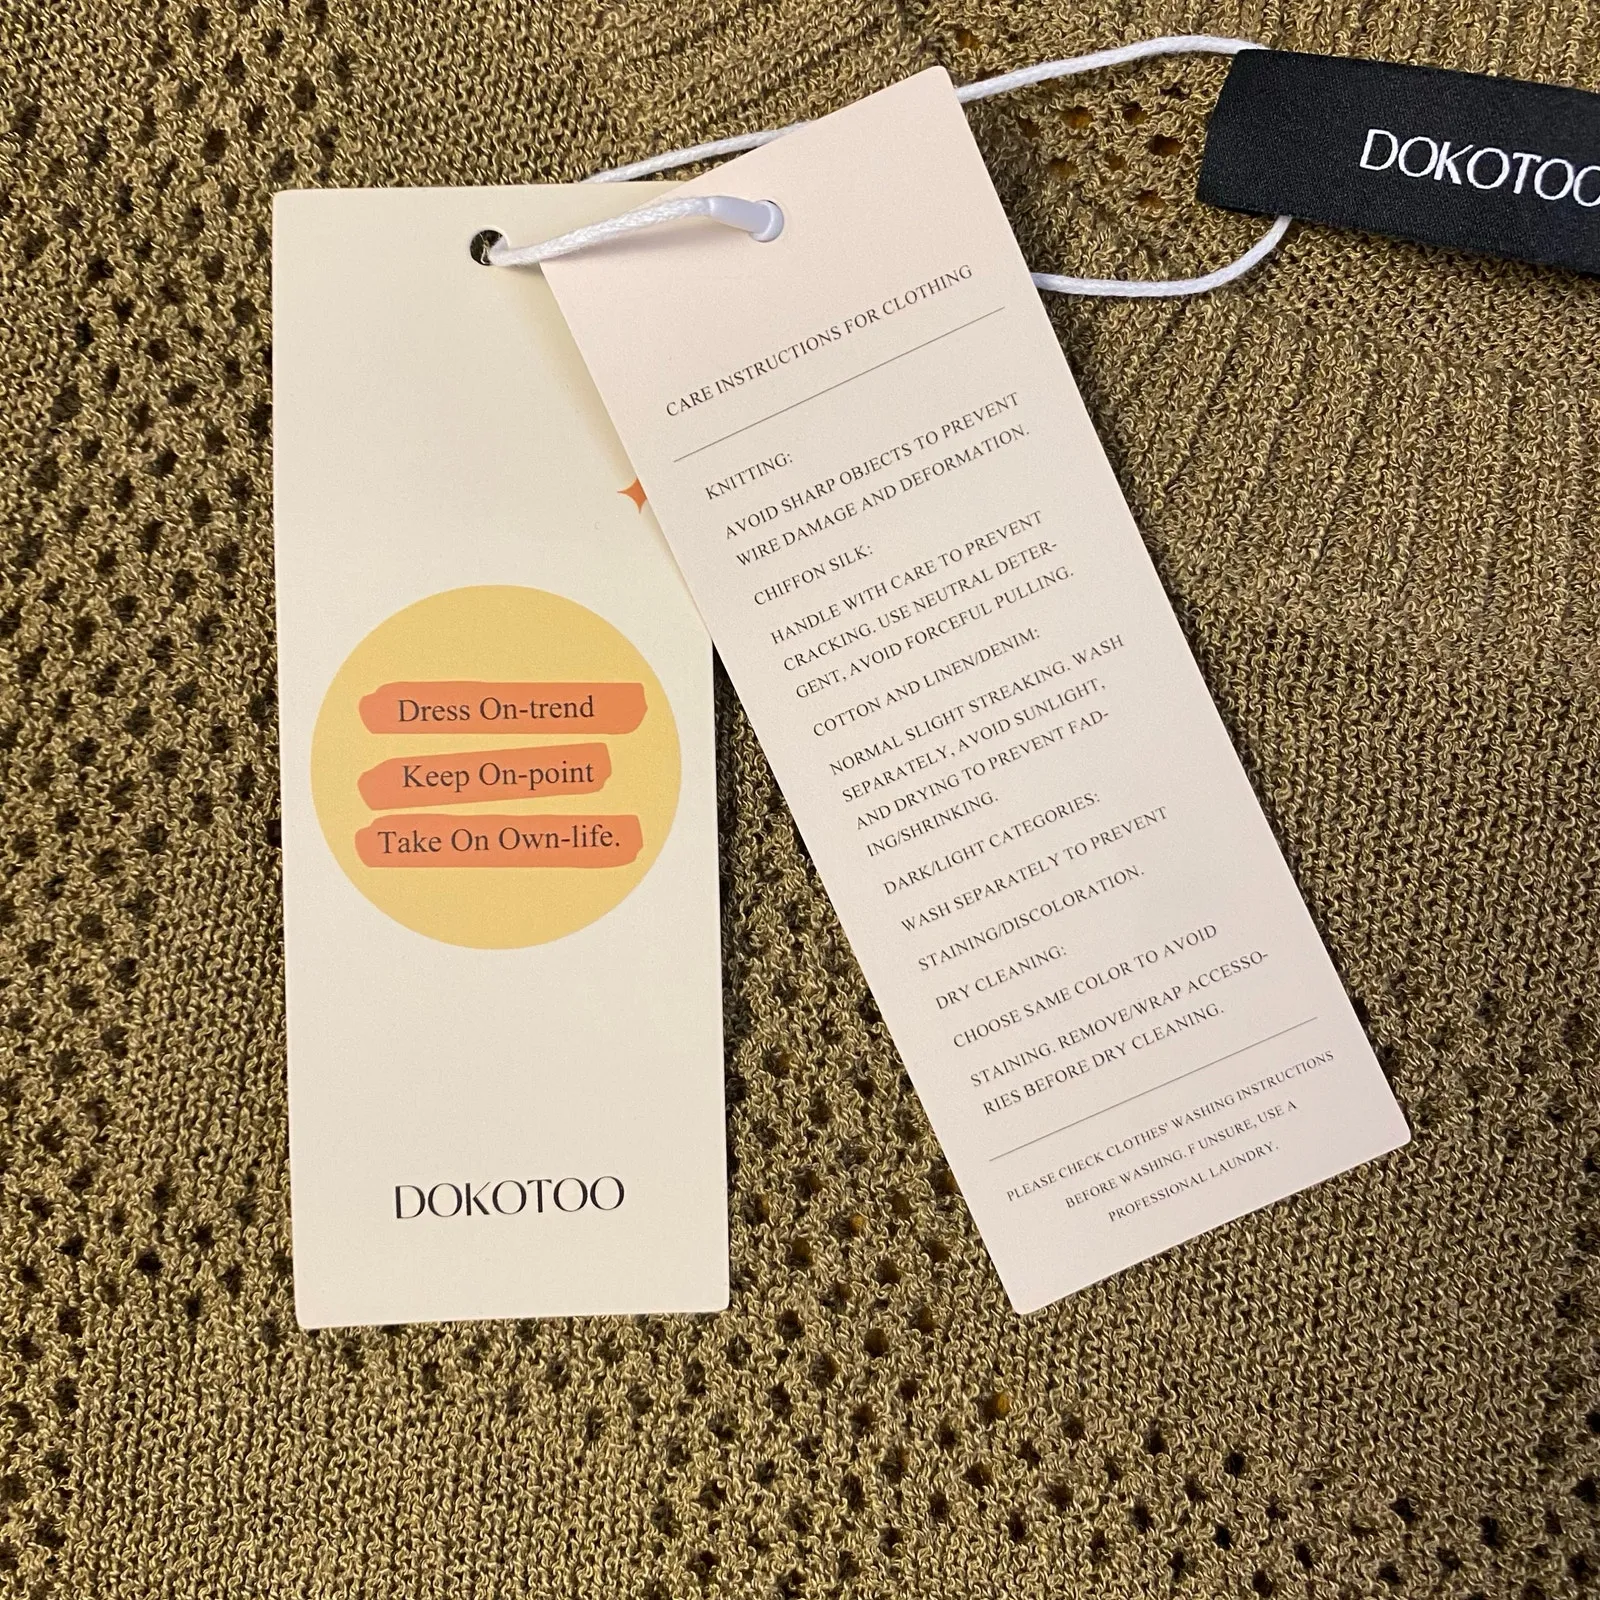 DOKOTOO
Dress On-trend
Keep On-point
Take On Own-life.
DOKOTOO
CARE INSTRUCTIONS FOR CLOTHING
KNITTING:
AVOID SHARP OBJECTS TO PREVENT
WIRE DAMAGE AND DEFORMATION.
CHIFFON SILK:
HANDLE WITH CARE TO PREVENT
CRACKING. USE NEUTRAL DETER-
GENT, AVOID FORCEFUL PULLING.
COTTON AND LINEN/DENIM:
NORMAL SLIGHT STREAKING. WASH
SEPARATELY, AVOID SUNLIGHT,
AND DRYING TO PREVENT FAD-
ING/SHRINKING.
DARK/LIGHT CATEGORIES:
WASH SEPARATELY TO PREVENT
STAINING/DISCOLORATION.
DRY CLEANING:
CHOOSE SAME COLOR TO AVOID
STAINING. REMOVE/WRAP ACCESSO-
RIES BEFORE DRY CLEANING.
PLEASE CHECK CLOTHES' WASHING INSTRUCTIONS
BEFORE WASHING. F UNSURE, USE A
PROFESSIONAL LAUNDRY.